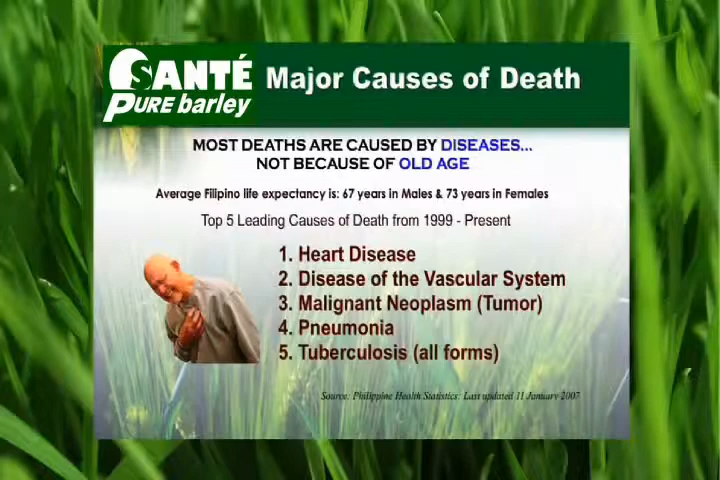 SANTÉ
PURE barley
Major Causes of Death
MOST DEATHS ARE CAUSED BY DISEASES...
NOT BECAUSE OF OLD AGE
Average Filipino life expectancy is: 67 years in Males & 73 years in Females
Top 5 Leading Causes of Death from 1999 - Present
1. Heart Disease
2. Disease of the Vascular System
3. Malignant Neoplasm (Tumor)
4. Pneumonia
5. Tuberculosis (all forms)
Source: Philippine Health Statistics: Last updated 11 January 2007